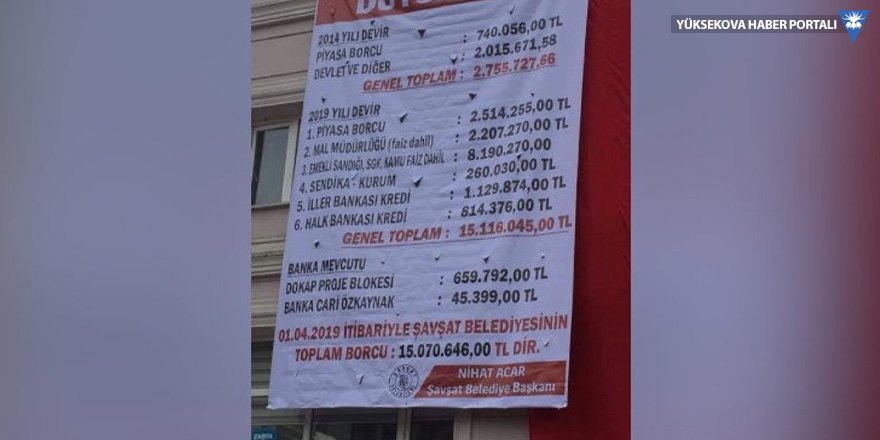 YÜKSEKOVA HABER PORTALI
DUYURU
2014 YILI DEVİR
PİYASA BORCU : 740.056,00 TL
DEVLET VE DİĞER : 2.015.671,58
GENEL TOPLAM : 2.755.727,66
2019 YILI DEVİR
1. PİYASA BORCU : 2.514.255,00 TL
2. MAL MÜDÜRLÜĞÜ (faiz dahil) : 2.207.270,00 TL
3. EMEKLİ SANDIĞI, SGK, KAMU FAİZ DAHİL : 8.190.270,00
4. SENDİKA - KURUM : 260.030,00 TL
5. İLLER BANKASI KREDİ : 1.129.874,00 TL
6. HALK BANKASI KREDİ : 814.376,00 TL
GENEL TOPLAM : 15.116.045,00 TL
BANKA MEVCUTU
DOKAP PROJE BLOKESİ : 659.792,00 TL
BANKA CARİ ÖZKAYNAK : 45.399,00 TL
01.04.2019 İTİBARİYLE ŞAVŞAT BELEDİYESİNİN
TOPLAM BORCU : 15.070.646,00 TL DİR.
NİHAT ACAR
Şavşat Belediye Başkanı
ZABITA